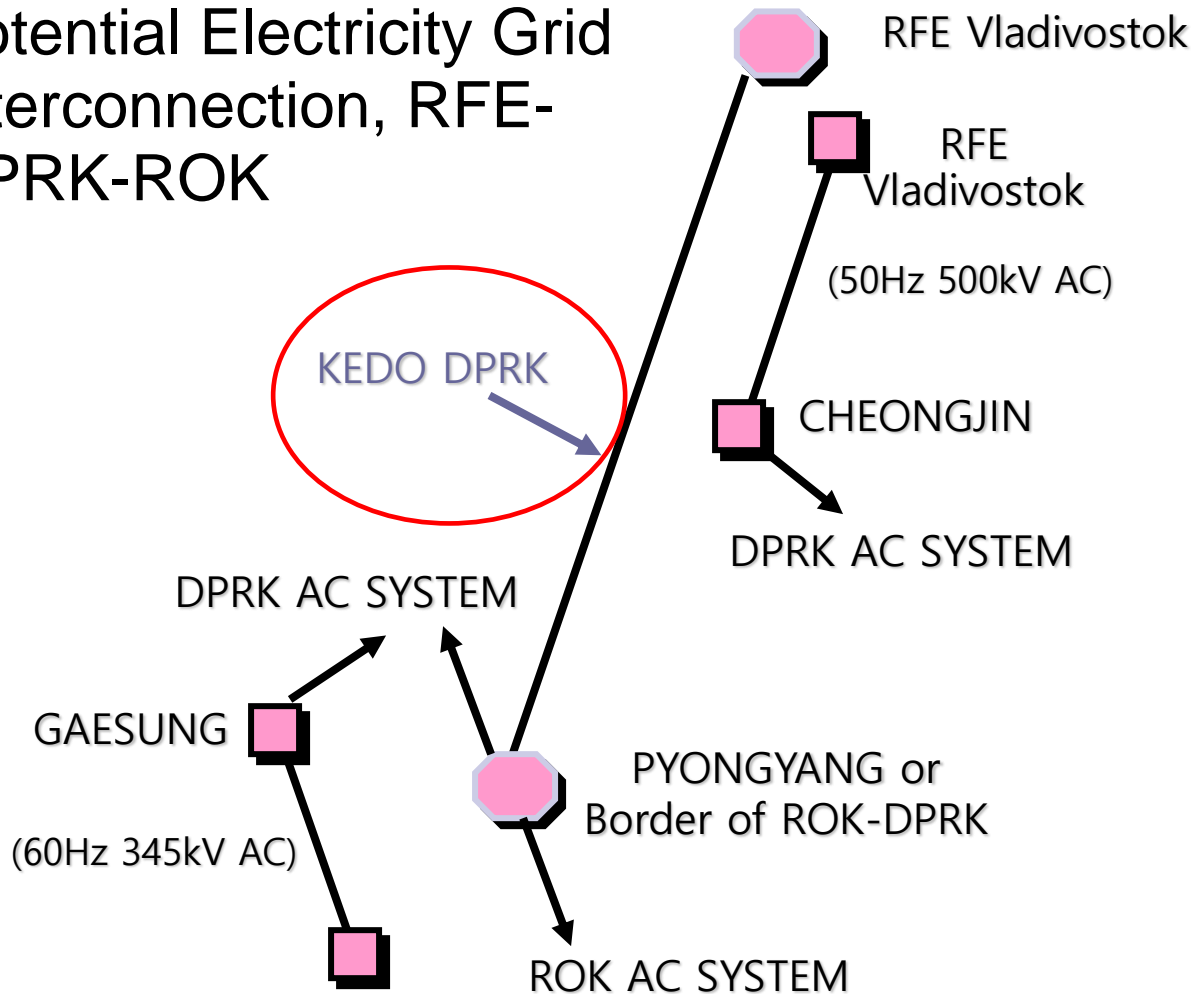 otential Electricity Grid
terconnection, RFE-
PRK-ROK
RFE Vladivostok
RFE
Vladivostok
(50Hz 500kV AC)
KEDO DPRK
CHEONGJIN
DPRK AC SYSTEM
DPRK AC SYSTEM
GAESUNG
PYONGYANG or
Border of ROK-DPRK
(60Hz 345kV AC)
ROK AC SYSTEM